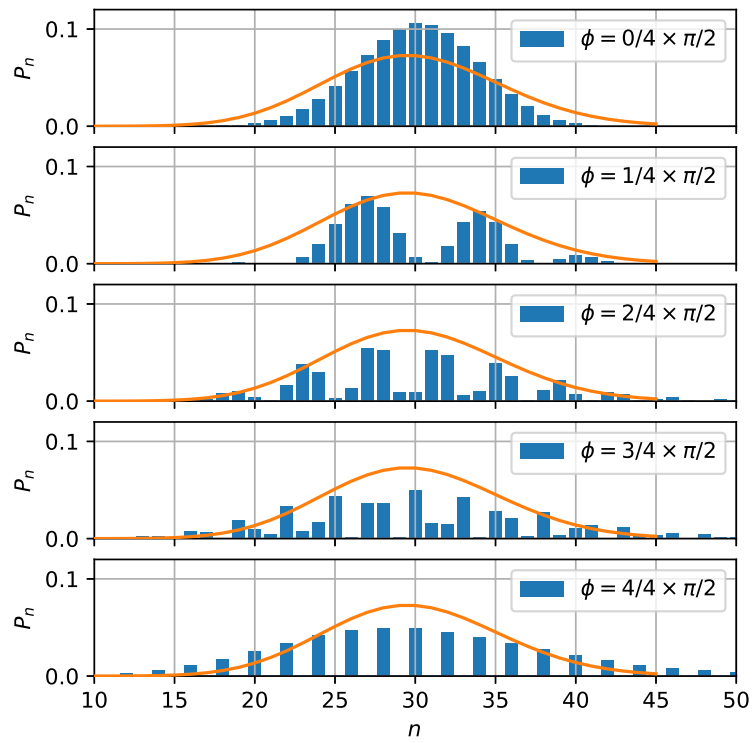 0.1
0.0
P_n
ϕ = 0/4 × π/2
0.1
0.0
P_n
ϕ = 1/4 × π/2
0.1
0.0
P_n
ϕ = 2/4 × π/2
0.1
0.0
P_n
ϕ = 3/4 × π/2
0.1
0.0
P_n
ϕ = 4/4 × π/2
10 15 20 25 30 35 40 45 50
n